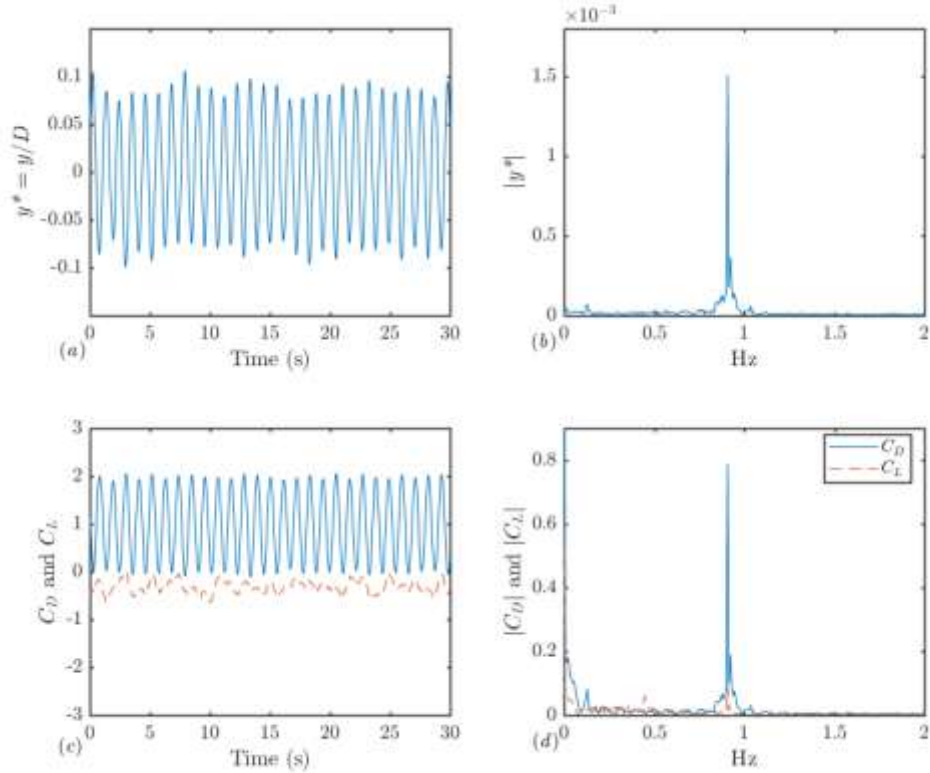 ×10⁻³
0.1
0.05
0
-0.05
-0.1
y* = y/D
0 5 10 15 20 25 30
(a)
Time (s)
1.5
1
0.5
0
|y*|
0 0.5 1 1.5 2
(b)
Hz
3
2
1
0
-1
-2
-3
C_D and C_L
0 5 10 15 20 25 30
(c)
Time (s)
0.8
0.6
0.4
0.2
0
|C_D| and |C_L|
C_D
C_L
0 0.5 1 1.5 2
(d)
Hz